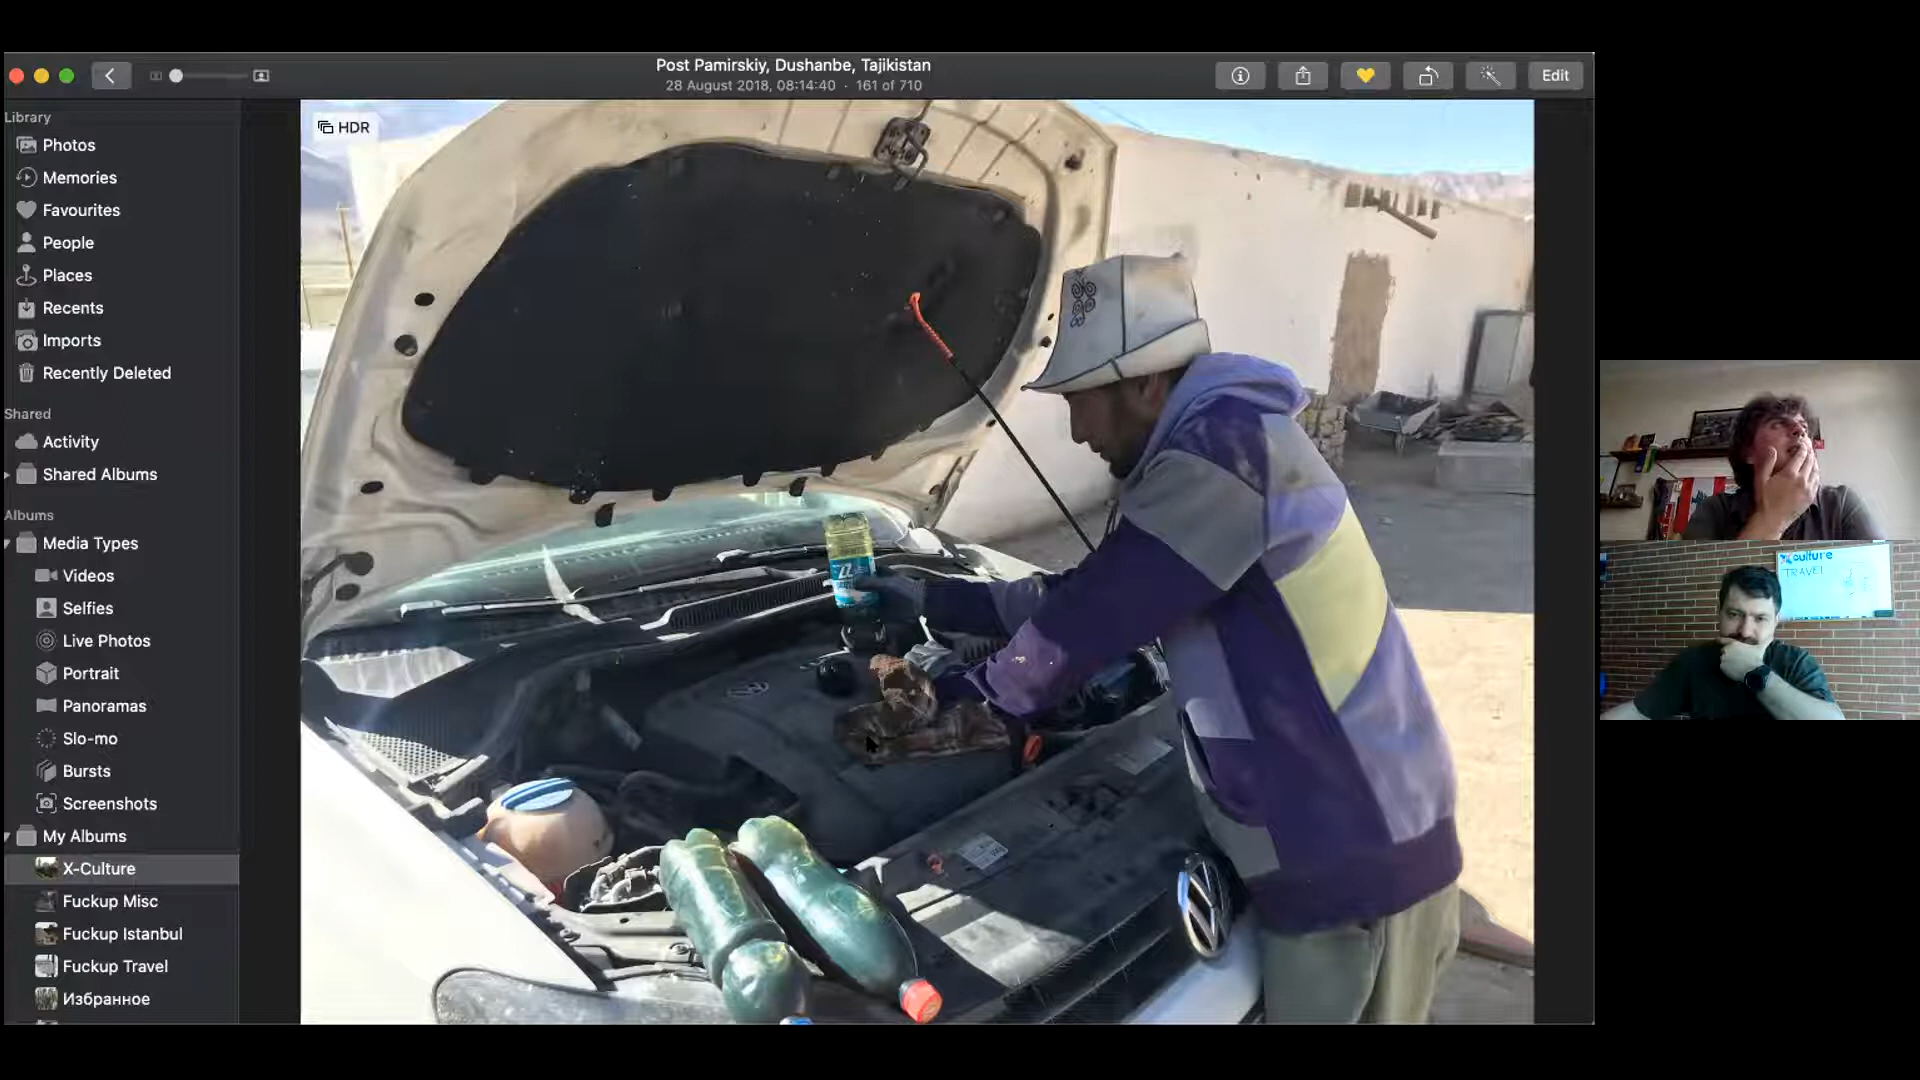 Post Pamirskiy, Dushanbe, Tajikistan
28 August 2018, 08:14:40 · 161 of 710
Edit
Library
Photos
Memories
Favourites
People
Places
Recents
Imports
Recently Deleted
Shared
Activity
Shared Albums
Albums
Media Types
Videos
Selfies
Live Photos
Portrait
Panoramas
Slo-mo
Bursts
Screenshots
My Albums
X-Culture
Fuckup Misc
Fuckup Istanbul
Fuckup Travel
Избранное
HDR
xculture
TRAVEL